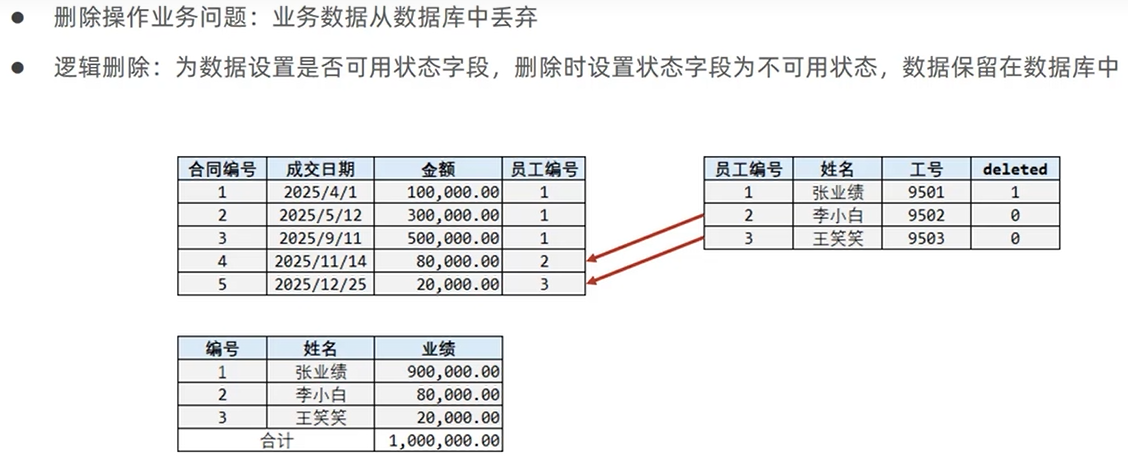 删除操作业务问题：业务数据从数据库中丢弃
逻辑删除：为数据设置是否可用状态字段，删除时设置状态字段为不可用状态，数据保留在数据库中
合同编号 成交日期 金额 员工编号
1 2025/4/1 100,000.00 1
2 2025/5/12 300,000.00 1
3 2025/9/11 500,000.00 1
4 2025/11/14 80,000.00 2
5 2025/12/25 20,000.00 3
员工编号 姓名 工号 deleted
1 张业绩 9501 1
2 李小白 9502 0
3 王笑笑 9503 0
编号 姓名 业绩
1 张业绩 900,000.00
2 李小白 80,000.00
3 王笑笑 20,000.00
合计 1,000,000.00